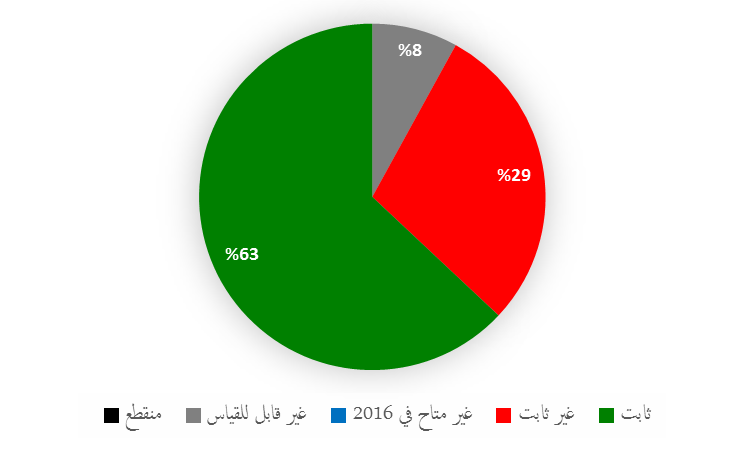 %8
%29
%63
ثابت غير ثابت غير متاح في 2016 غير قابل للقياس منقطع